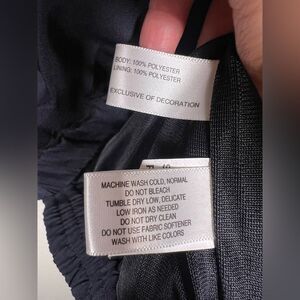 BODY: 100% POLYESTER
LINING: 100% POLYESTER
EXCLUSIVE OF DECORATION
MACHINE WASH COLD, NORMAL
DO NOT BLEACH
TUMBLE DRY LOW, DELICATE
LOW IRON AS NEEDED
DO NOT DRY CLEAN
DO NOT USE FABRIC SOFTENER
WASH WITH LIKE COLORS